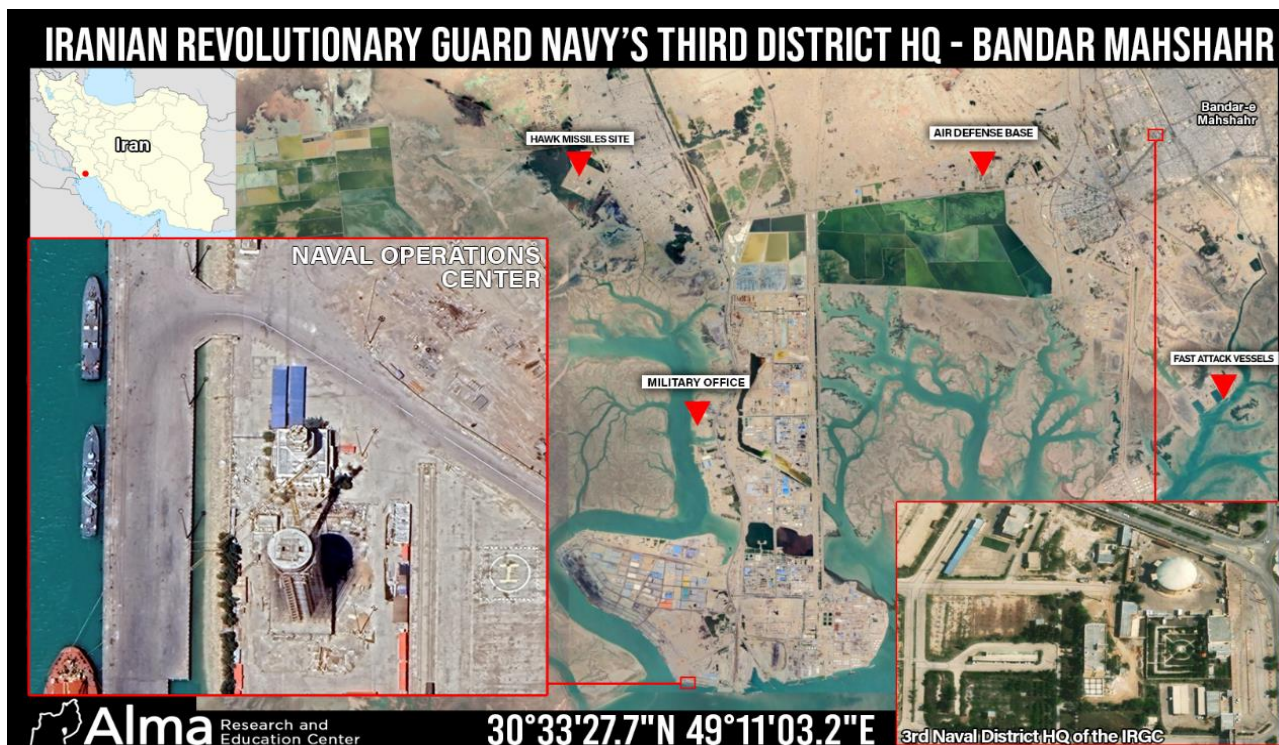 IRANIAN REVOLUTIONARY GUARD NAVY'S THIRD DISTRICT HQ - BANDAR MAHSHAHR
Iran
HAWK MISSILES SITE
AIR DEFENSE BASE
Bandar-e
Mahshahr
NAVAL OPERATIONS
CENTER
MILITARY OFFICE
FAST ATTACK VESSELS
Alma
Research and
Education Center
30°33'27.7"N 49°11'03.2"E
3rd Naval District HQ of the IRGC